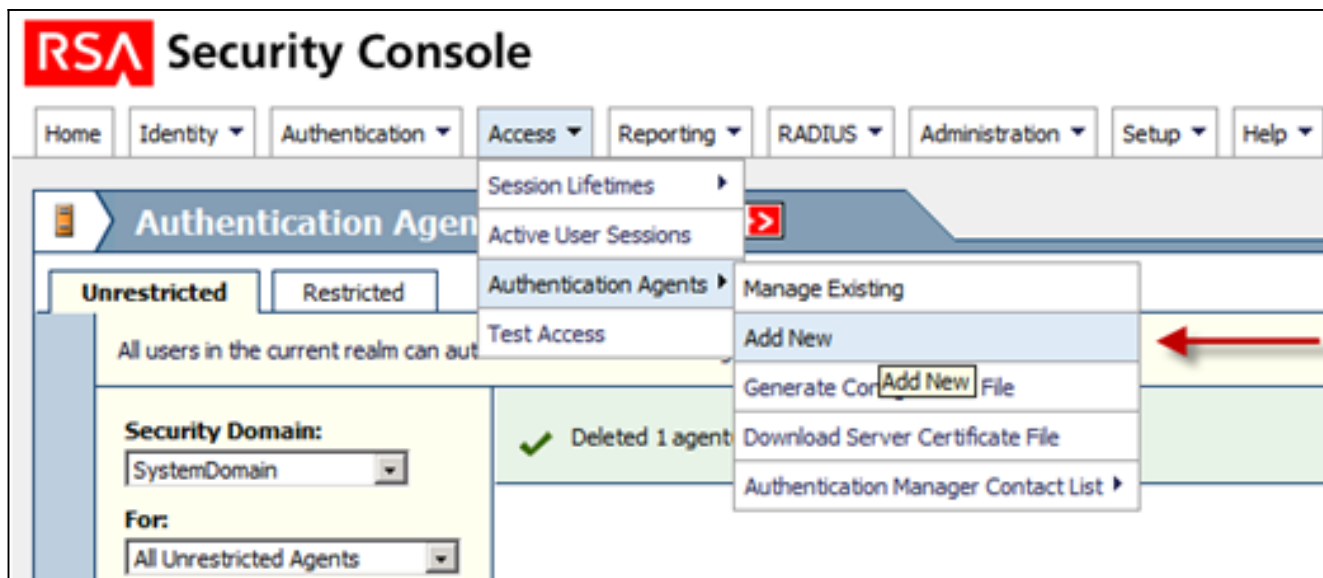 RSA Security Console
Home Identity Authentication Access Reporting RADIUS Administration Setup Help
Session Lifetimes
Authentication Agen
Active User Sessions
Unrestricted Restricted
Authentication Agents
Manage Existing
Test Access
Add New
All users in the current realm can aut
Add New
Generate Con File
Security Domain:
Deleted 1 agent
Download Server Certificate File
SystemDomain
Authentication Manager Contact List
For:
All Unrestricted Agents